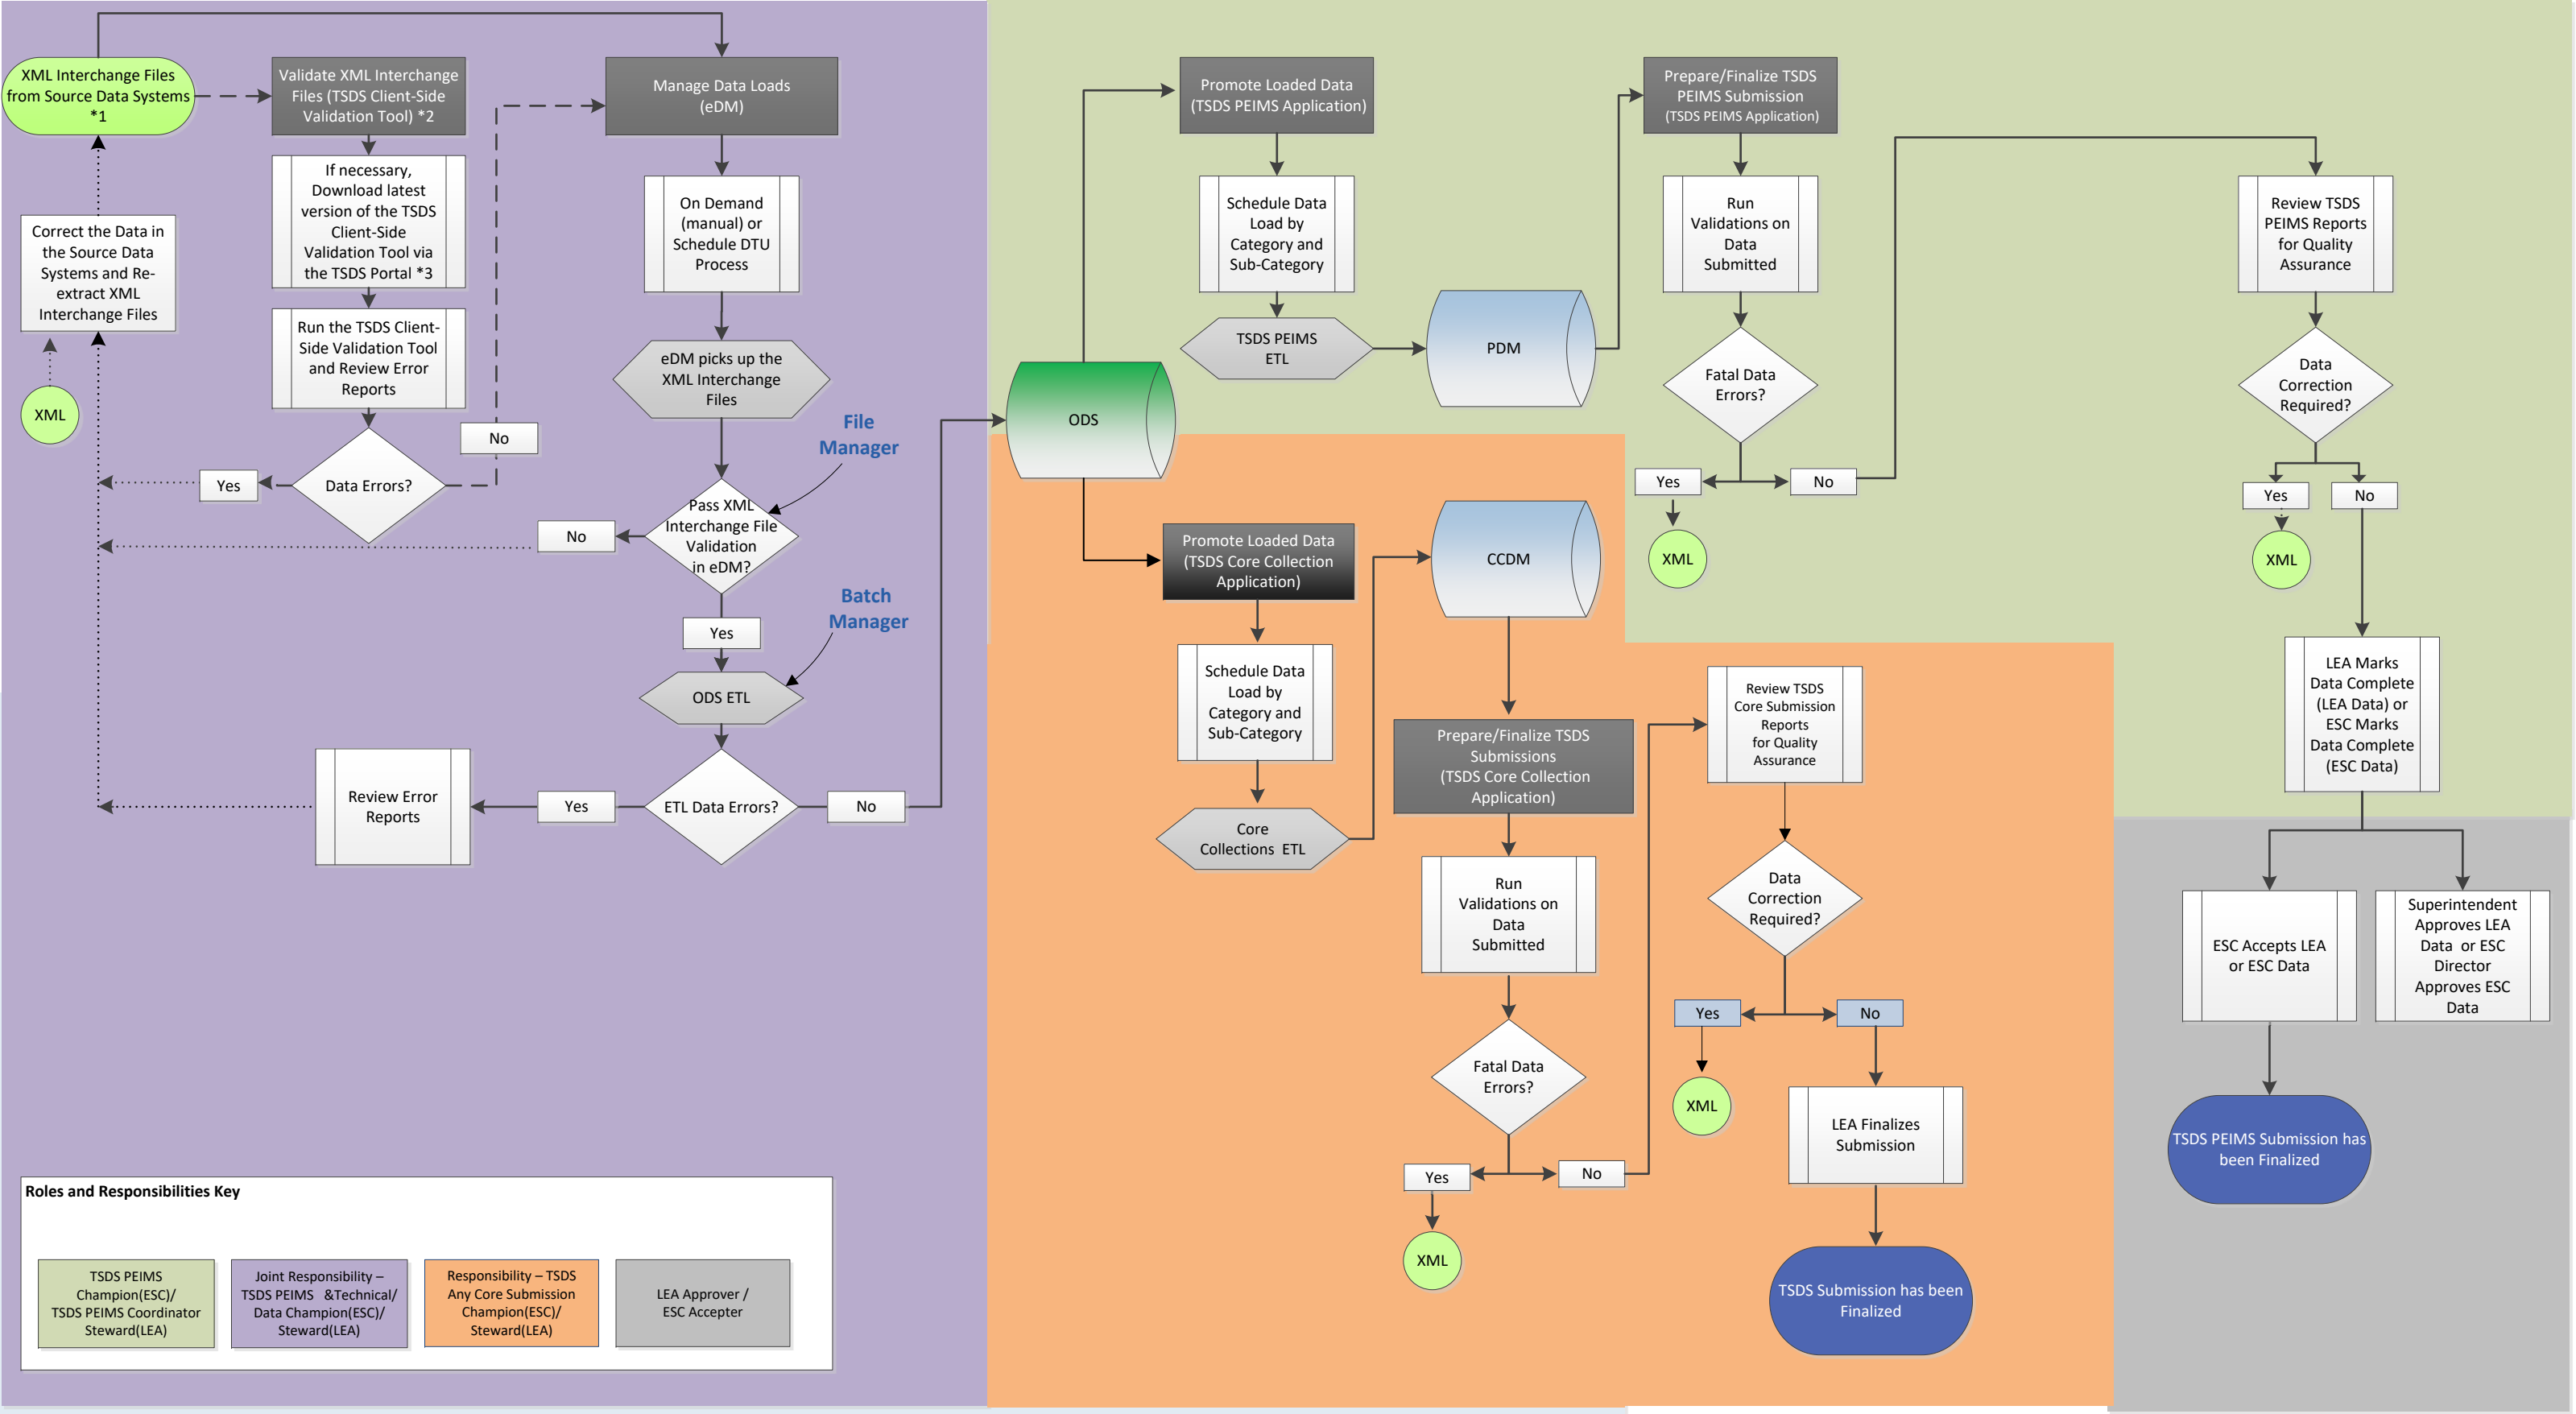 XML Interchange Files
from Source Data Systems
*1
Validate XML Interchange
Files (TSDS Client-Side
Validation Tool) *2
If necessary,
Download latest
version of the TSDS
Client-Side
Validation Tool via
the TSDS Portal *3
Run the TSDS Client-
Side Validation Tool
and Review Error
Reports
Data Errors?
Yes
No
Correct the Data in
the Source Data
Systems and Re-
extract XML
Interchange Files
XML
Manage Data Loads
(eDM)
On Demand
(manual) or
Schedule DTU
Process
eDM picks up the
XML Interchange
Files
File
Manager
Pass XML
Interchange File
Validation
in eDM?
No
Yes
Batch
Manager
ODS ETL
ETL Data Errors?
Yes
No
Review Error
Reports
ODS
Promote Loaded Data
(TSDS PEIMS Application)
Schedule Data
Load by
Category and
Sub-Category
TSDS PEIMS
ETL
PDM
Prepare/Finalize TSDS
PEIMS Submission
(TSDS PEIMS Application)
Run
Validations on
Data
Submitted
Fatal Data
Errors?
Yes
No
XML
Review TSDS
PEIMS Reports
for Quality
Assurance
Data
Correction
Required?
Yes
No
XML
LEA Marks
Data Complete
(LEA Data) or
ESC Marks
Data Complete
(ESC Data)
ESC Accepts LEA
or ESC Data
Superintendent
Approves LEA
Data or ESC
Director
Approves ESC
Data
TSDS PEIMS Submission has
been Finalized
Promote Loaded Data
(TSDS Core Collection
Application)
Schedule Data
Load by
Category and
Sub-Category
Core
Collections ETL
CCDM
Prepare/Finalize TSDS
Submissions
(TSDS Core Collection
Application)
Run
Validations on
Data
Submitted
Fatal Data
Errors?
Yes
No
XML
Review TSDS
Core Submission
Reports
for Quality
Assurance
Data
Correction
Required?
Yes
No
XML
LEA Finalizes
Submission
TSDS Submission has been
Finalized
Roles and Responsibilities Key
TSDS PEIMS
Champion(ESC)/
TSDS PEIMS Coordinator
Steward(LEA)
Joint Responsibility –
TSDS PEIMS &Technical/
Data Champion(ESC)/
Steward(LEA)
Responsibility – TSDS
Any Core Submission
Champion(ESC)/
Steward(LEA)
LEA Approver /
ESC Accepter